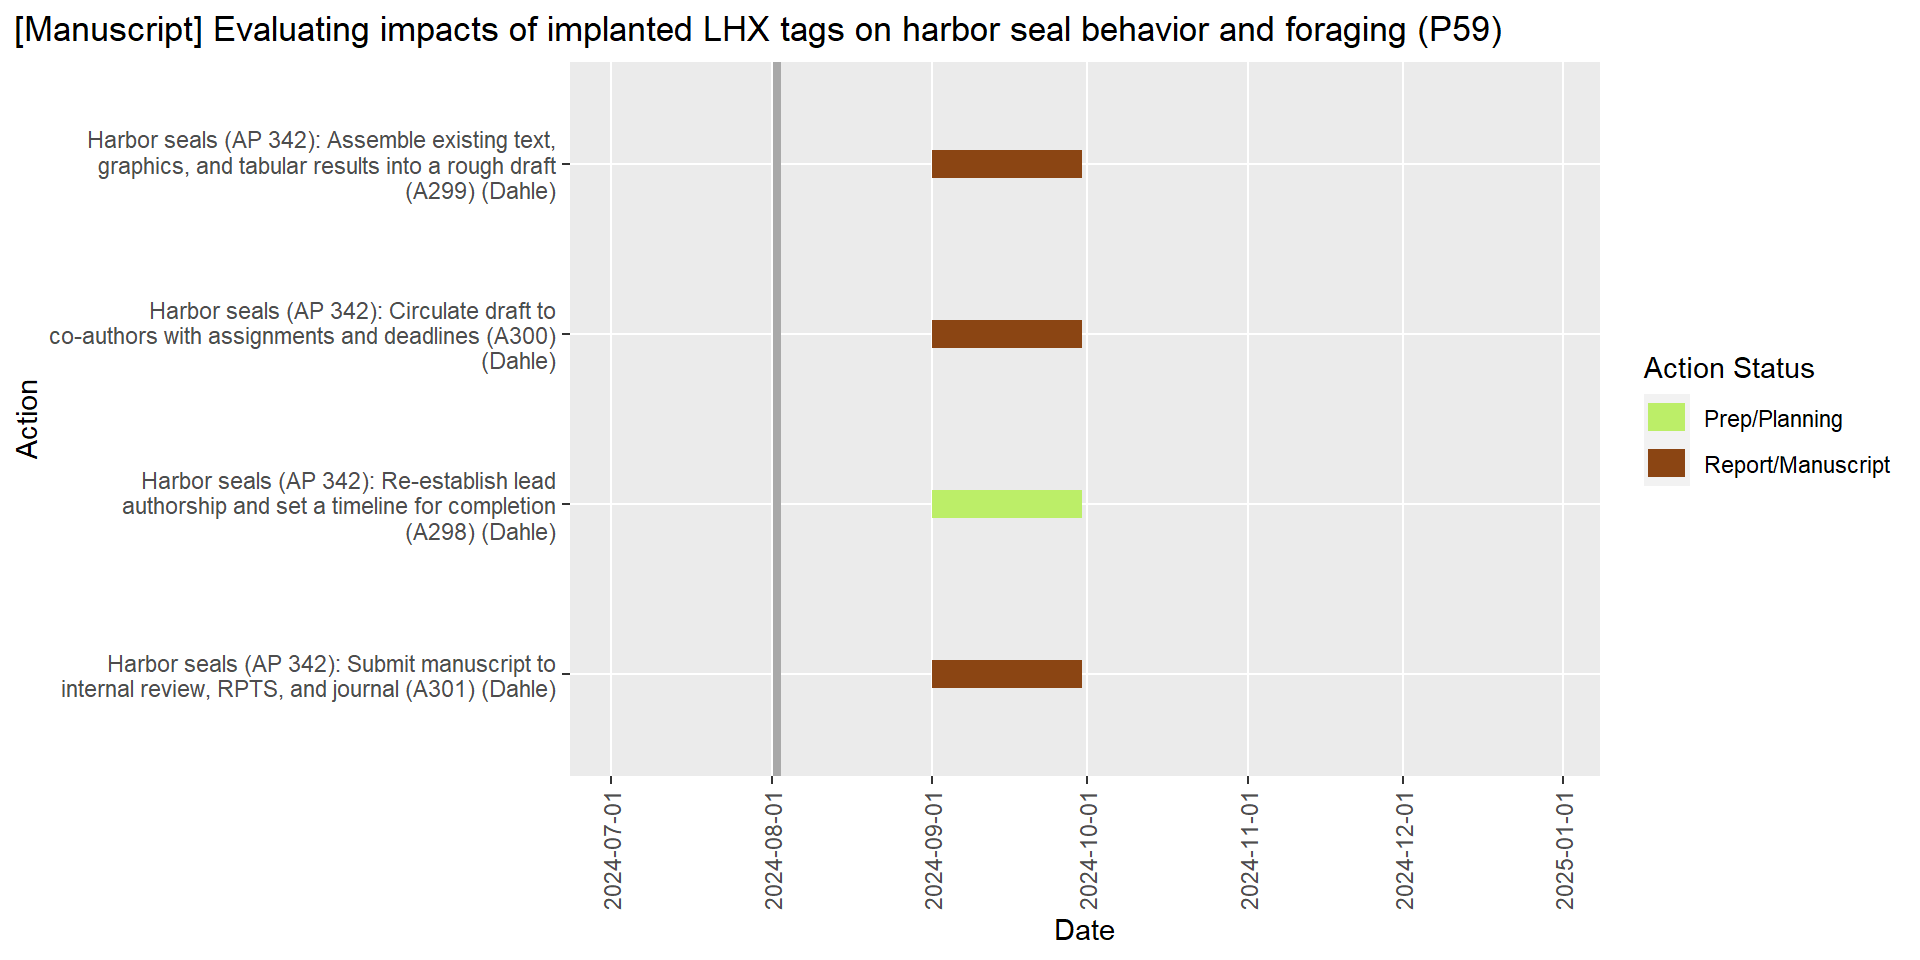 [Manuscript] Evaluating impacts of implanted LHX tags on harbor seal behavior and foraging (P59)
Harbor seals (AP 342): Assemble existing text,
graphics, and tabular results into a rough draft
(A299) (Dahle)
Harbor seals (AP 342): Circulate draft to
co-authors with assignments and deadlines (A300)
(Dahle)
Harbor seals (AP 342): Re-establish lead
authorship and set a timeline for completion
(A298) (Dahle)
Harbor seals (AP 342): Submit manuscript to
internal review, RPTS, and journal (A301) (Dahle)
Action
2024-07-01
2024-08-01
2024-09-01
2024-10-01
2024-11-01
2024-12-01
2025-01-01
Date
Action Status
Prep/Planning
Report/Manuscript